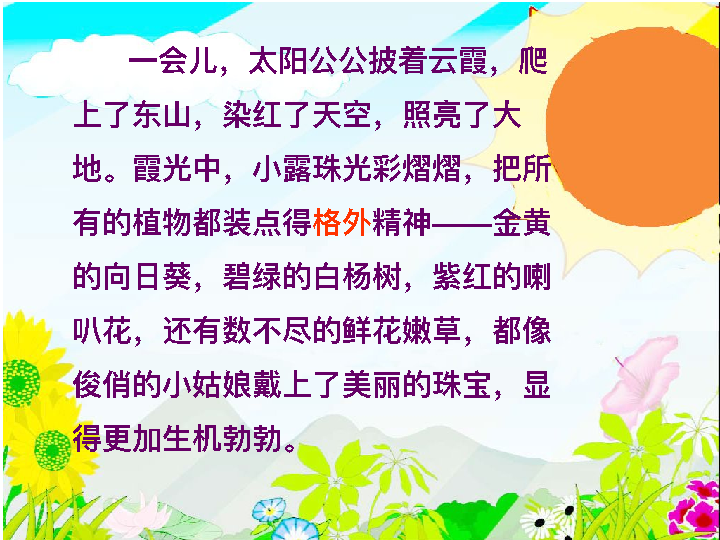 一会儿，太阳公公披着云霞，爬
上了东山，染红了天空，照亮了大
地。霞光中，小露珠光彩熠熠，把所
有的植物都装点得格外精神——金黄
的向日葵，碧绿的白杨树，紫红的喇
叭花，还有数不尽的鲜花嫩草，都像
俊俏的小姑娘戴上了美丽的珠宝，显
得更加生机勃勃。